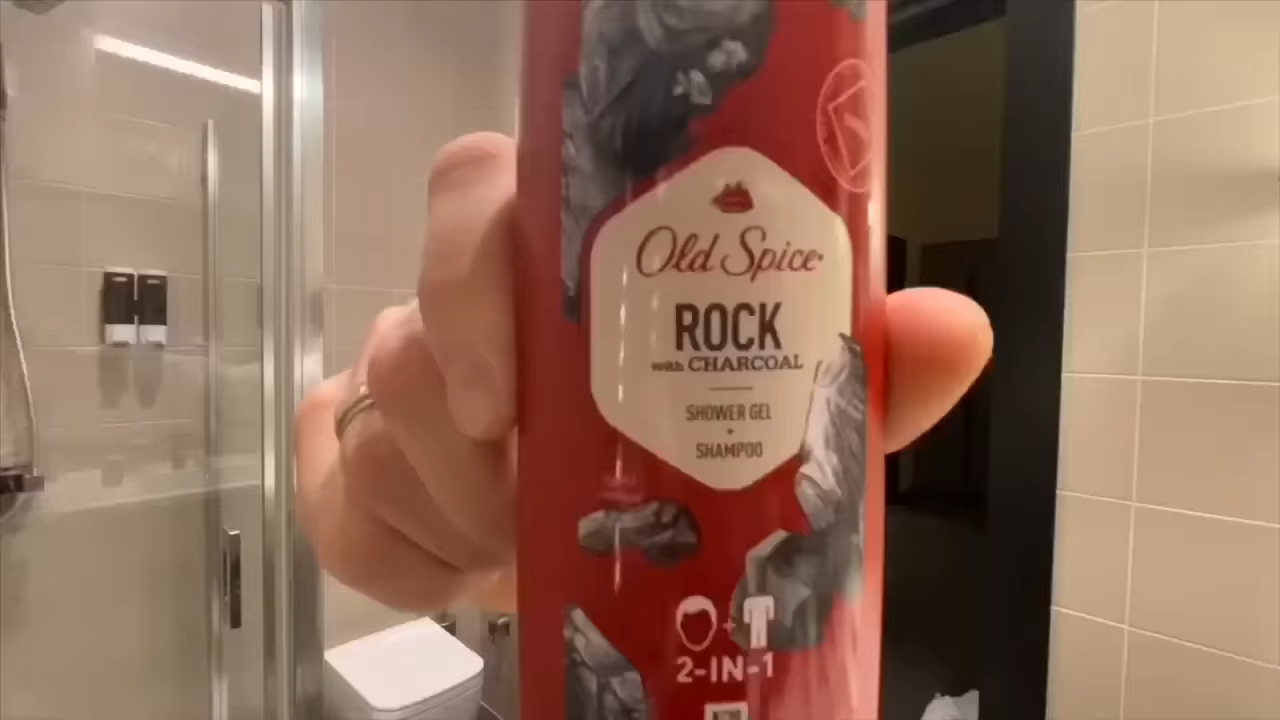 Old Spice
ROCK
with CHARCOAL
SHOWER GEL
+
SHAMPOO
+
2-IN-1